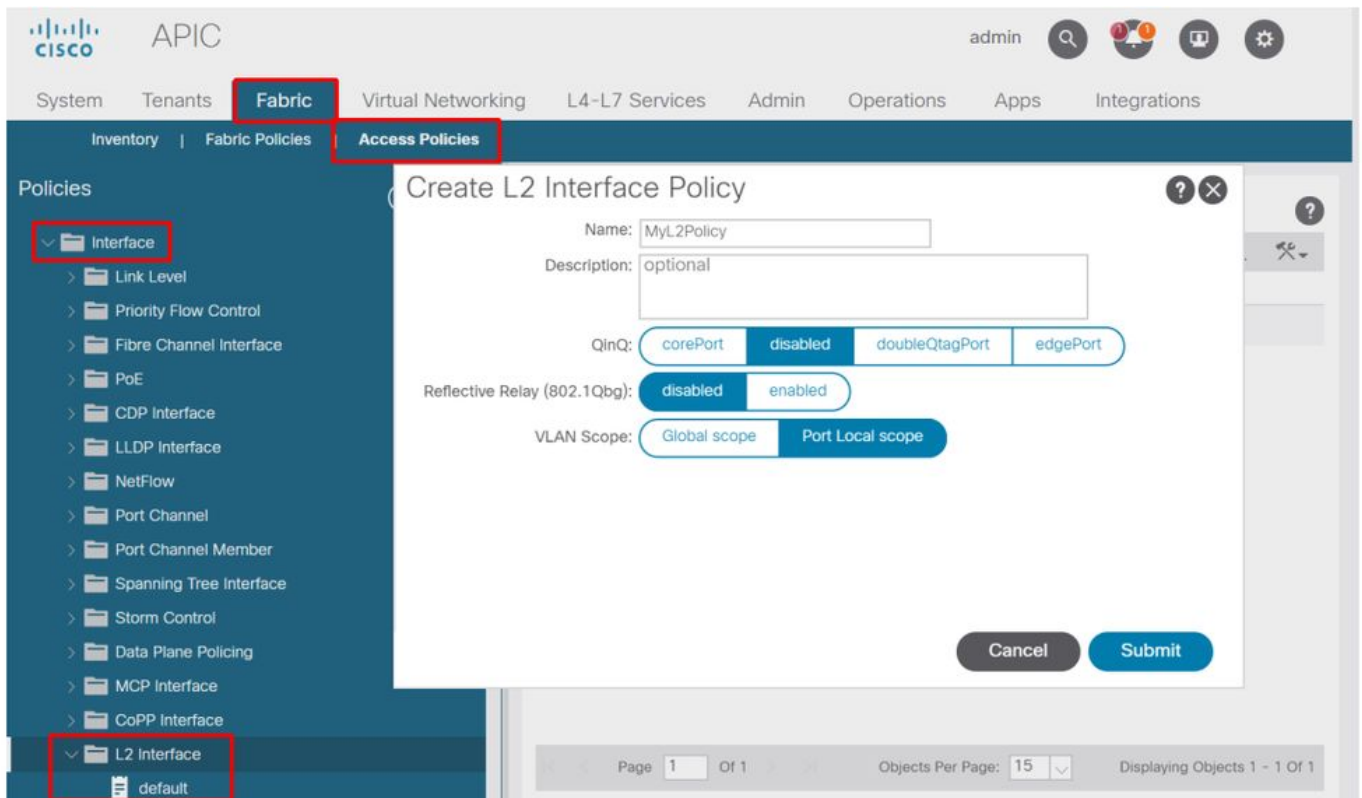 CISCO APIC admin
System Tenants Fabric Virtual Networking L4-L7 Services Admin Operations Apps Integrations
Inventory | Fabric Policies | Access Policies
Policies
Interface
Link Level
Priority Flow Control
Fibre Channel Interface
PoE
CDP Interface
LLDP Interface
NetFlow
Port Channel
Port Channel Member
Spanning Tree Interface
Storm Control
Data Plane Policing
MCP Interface
CoPP Interface
L2 Interface
default
Create L2 Interface Policy
Name: MyL2Policy
Description: optional
QinQ: corePort disabled doubleQtagPort edgePort
Reflective Relay (802.1Qbg): disabled enabled
VLAN Scope: Global scope Port Local scope
Cancel Submit
Page 1 Of 1 Objects Per Page: 15 Displaying Objects 1 - 1 Of 1